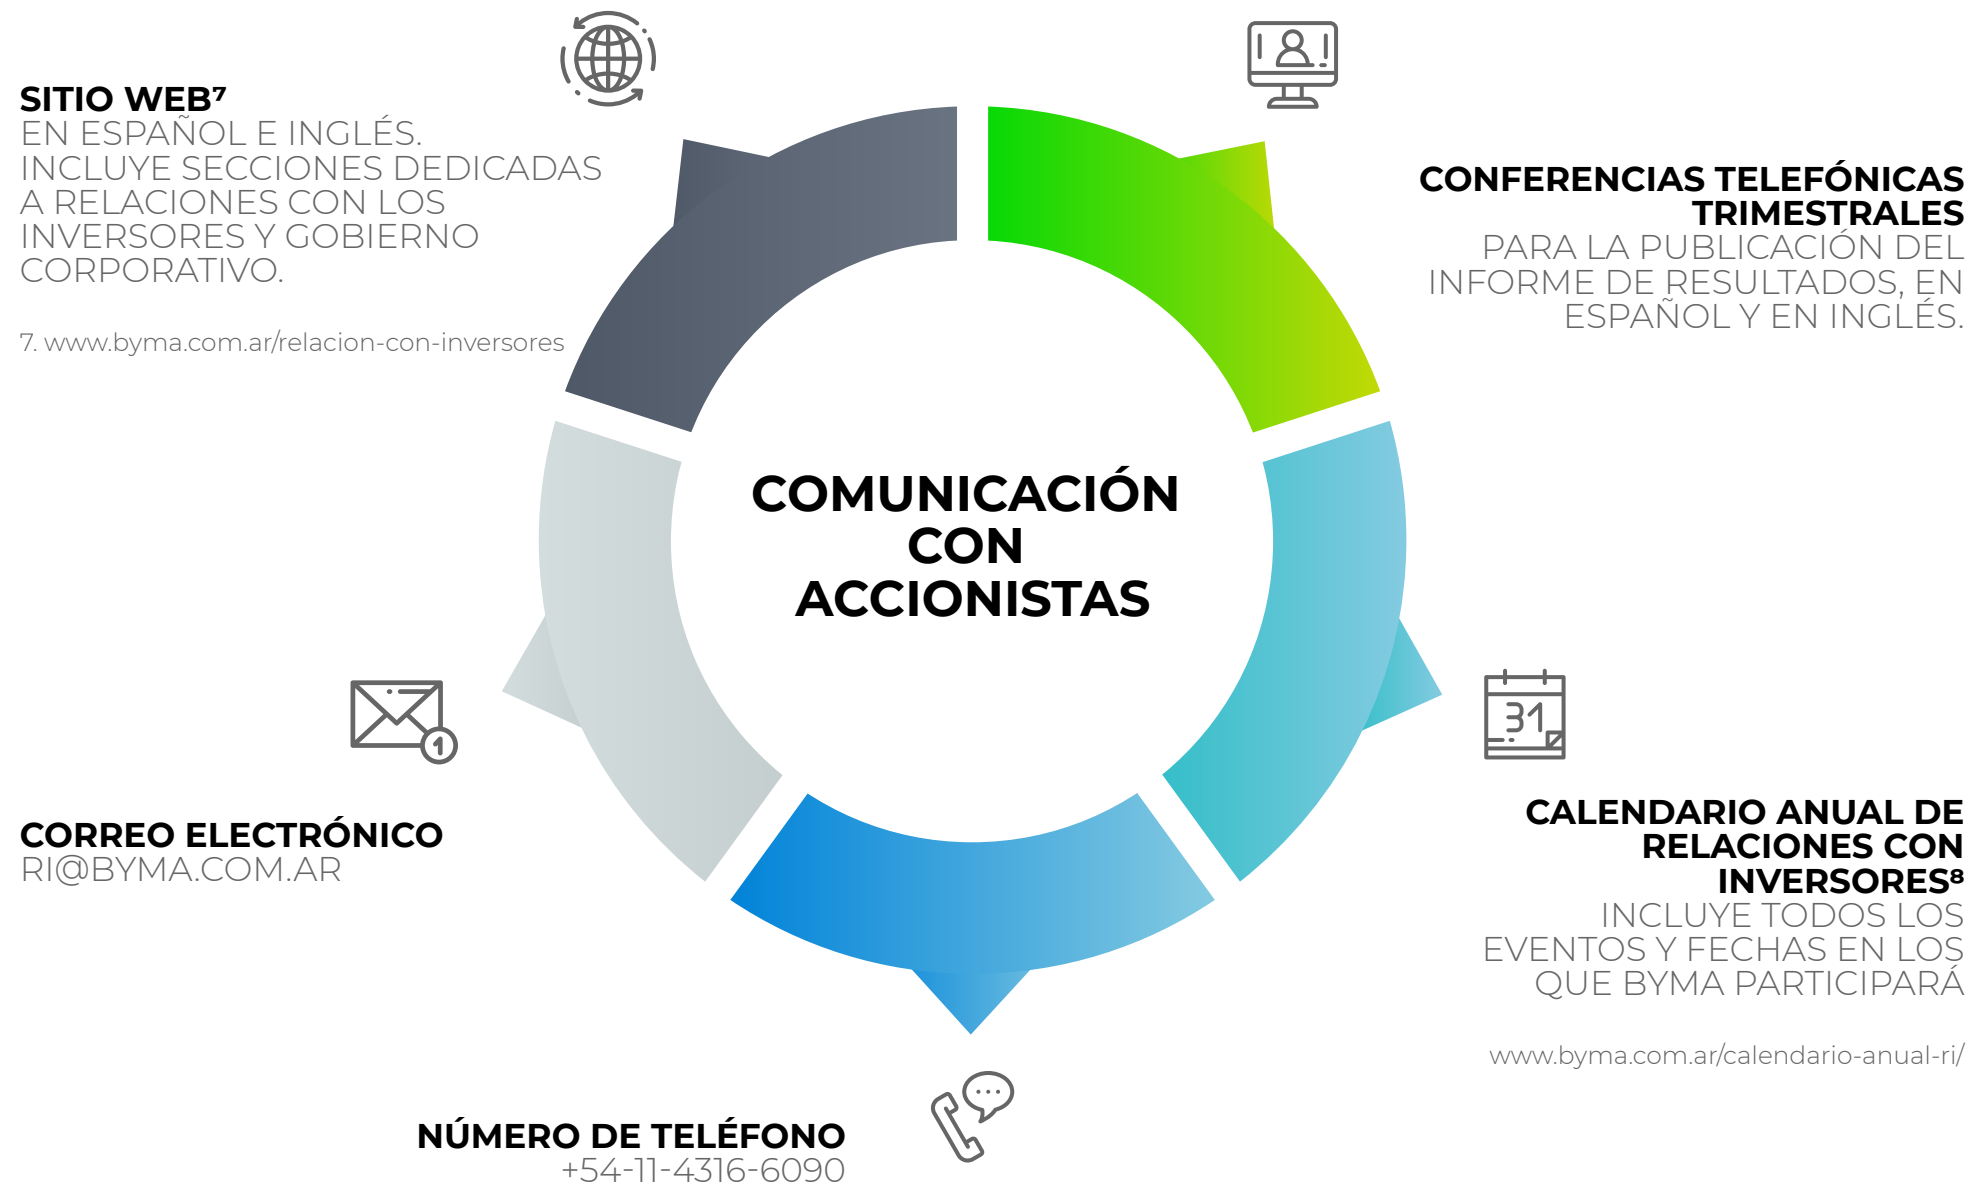 SITIO WEB⁷
EN ESPAÑOL E INGLÉS.
INCLUYE SECCIONES DEDICADAS
A RELACIONES CON LOS
INVERSORES Y GOBIERNO
CORPORATIVO.
7. www.byma.com.ar/relacion-con-inversores
CONFERENCIAS TELEFÓNICAS
TRIMESTRALES
PARA LA PUBLICACIÓN DEL
INFORME DE RESULTADOS, EN
ESPAÑOL Y EN INGLÉS.
COMUNICACIÓN
CON
ACCIONISTAS
1
CORREO ELECTRÓNICO
RI@BYMA.COM.AR
31
CALENDARIO ANUAL DE
RELACIONES CON
INVERSORES⁸
INCLUYE TODOS LOS
EVENTOS Y FECHAS EN LOS
QUE BYMA PARTICIPARÁ
www.byma.com.ar/calendario-anual-ri/
NÚMERO DE TELÉFONO
+54-11-4316-6090